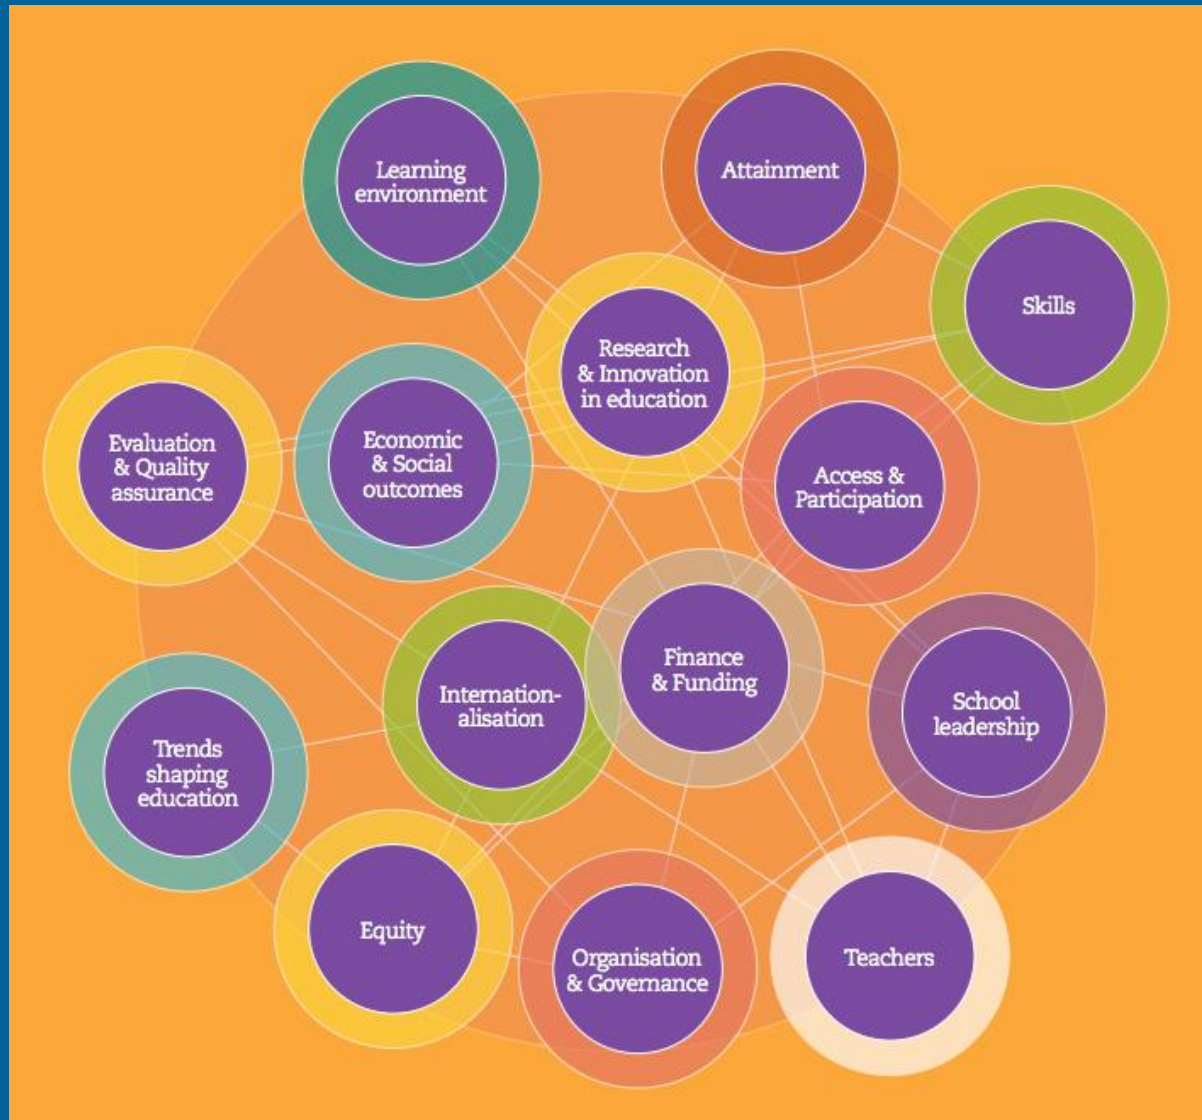 Learning
environment
Attainment
Skills
Research
& Innovation
in education
Evaluation
& Quality
assurance
Economic
& Social
outcomes
Access &
Participation
Internation-
alisation
Finance
& Funding
School
leadership
Trends
shaping
education
Equity
Organisation
& Governance
Teachers